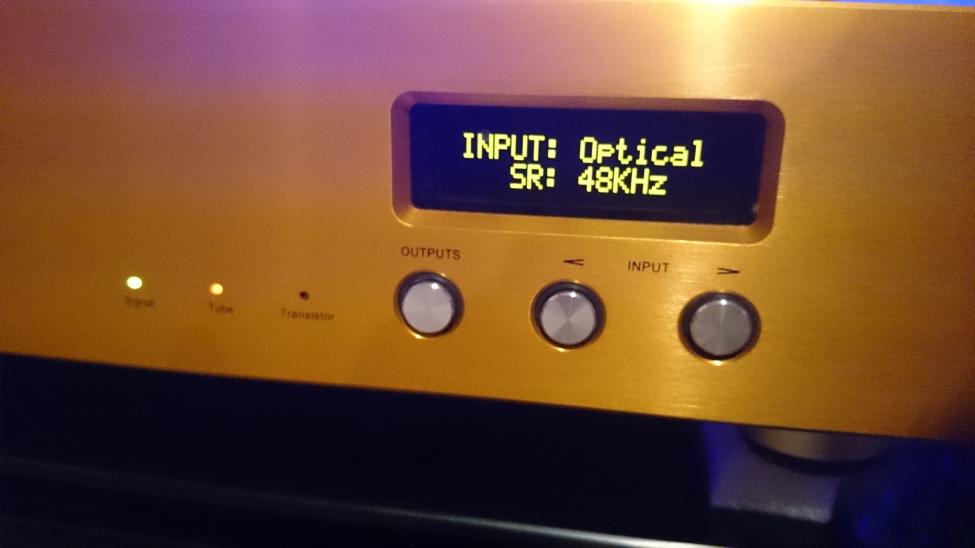 INPUT: Optical
SR: 48KHz
OUTPUTS
< INPUT >
Signal
Tube
Transistor